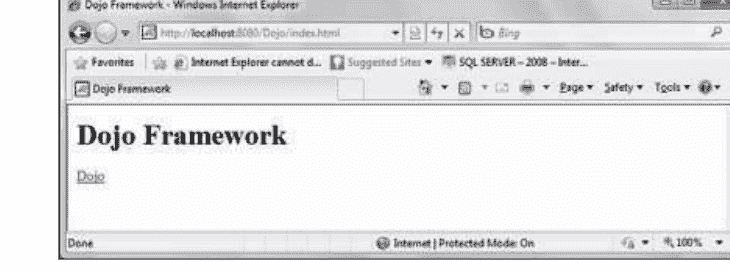 Dojo Framework - Windows Internet Explorer
http://localhost:8080/Dojo/index.html
Bing
Favorites Internet Explorer cannot d... Suggested Sites SQL SERVER – 2008 – Inter...
Dojo Framework Page Safety Tools
Dojo Framework
Dojo
Done Internet | Protected Mode: On 100%